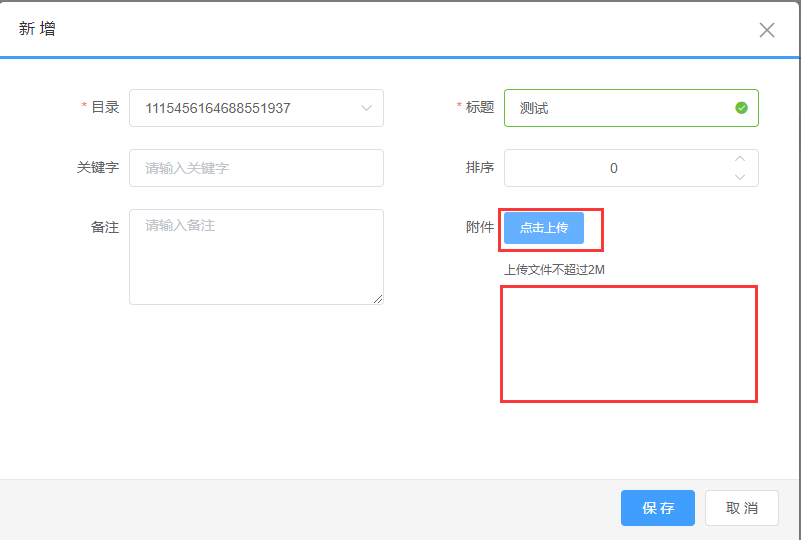 新 增
* 目录 1115456164688551937
* 标题 测试
关键字 请输入关键字
排序 0
备注 请输入备注
附件 点击上传
上传文件不超过2M
保 存 取 消